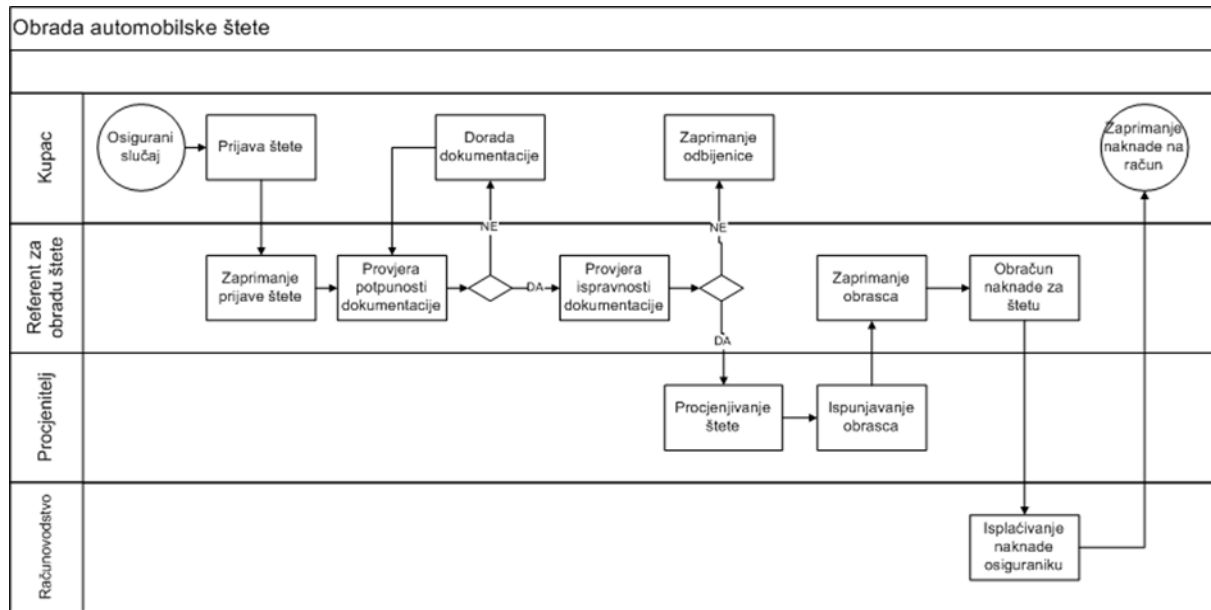 Obrada automobilske štete
Kupac
Osigurani
slučaj
Prijava štete
Dorada
dokumentacije
Zaprimanje
odbijenice
Zaprimanje
naknade na
račun
NE
NE
Referent za
obradu štete
Zaprimanje
prijave štete
Provjera
potpunosti
dokumentacije
DA
Provjera
ispravnosti
dokumentacije
Zaprimanje
obrasca
Obračun
naknade za
štetu
DA
Procjenitelj
Procjenjivanje
štete
Ispunjavanje
obrasca
Računovodstvo
Isplaćivanje
naknade
osiguraniku